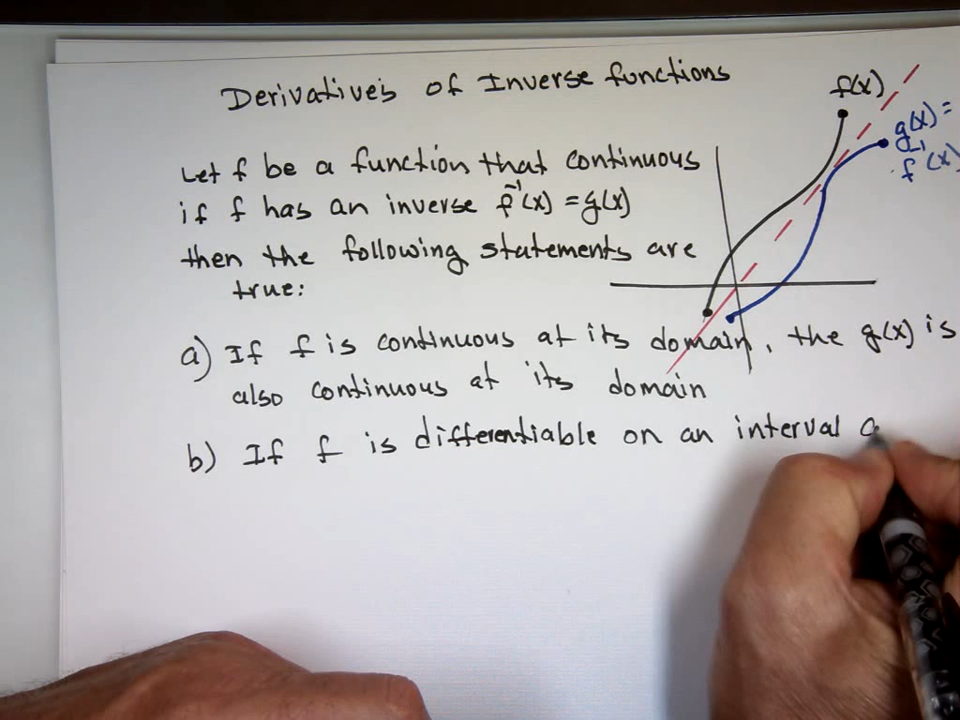 Derivative's of Inverse functions
f(x)
g(x) =
f⁻¹(x)
Let f be a function that continuous
if f has an inverse f⁻¹(x) = g(x)
then the following statements are
true:
a) If f is continuous at its domain, the g(x) is
also continuous at its domain
b) If f is differentiable on an interval